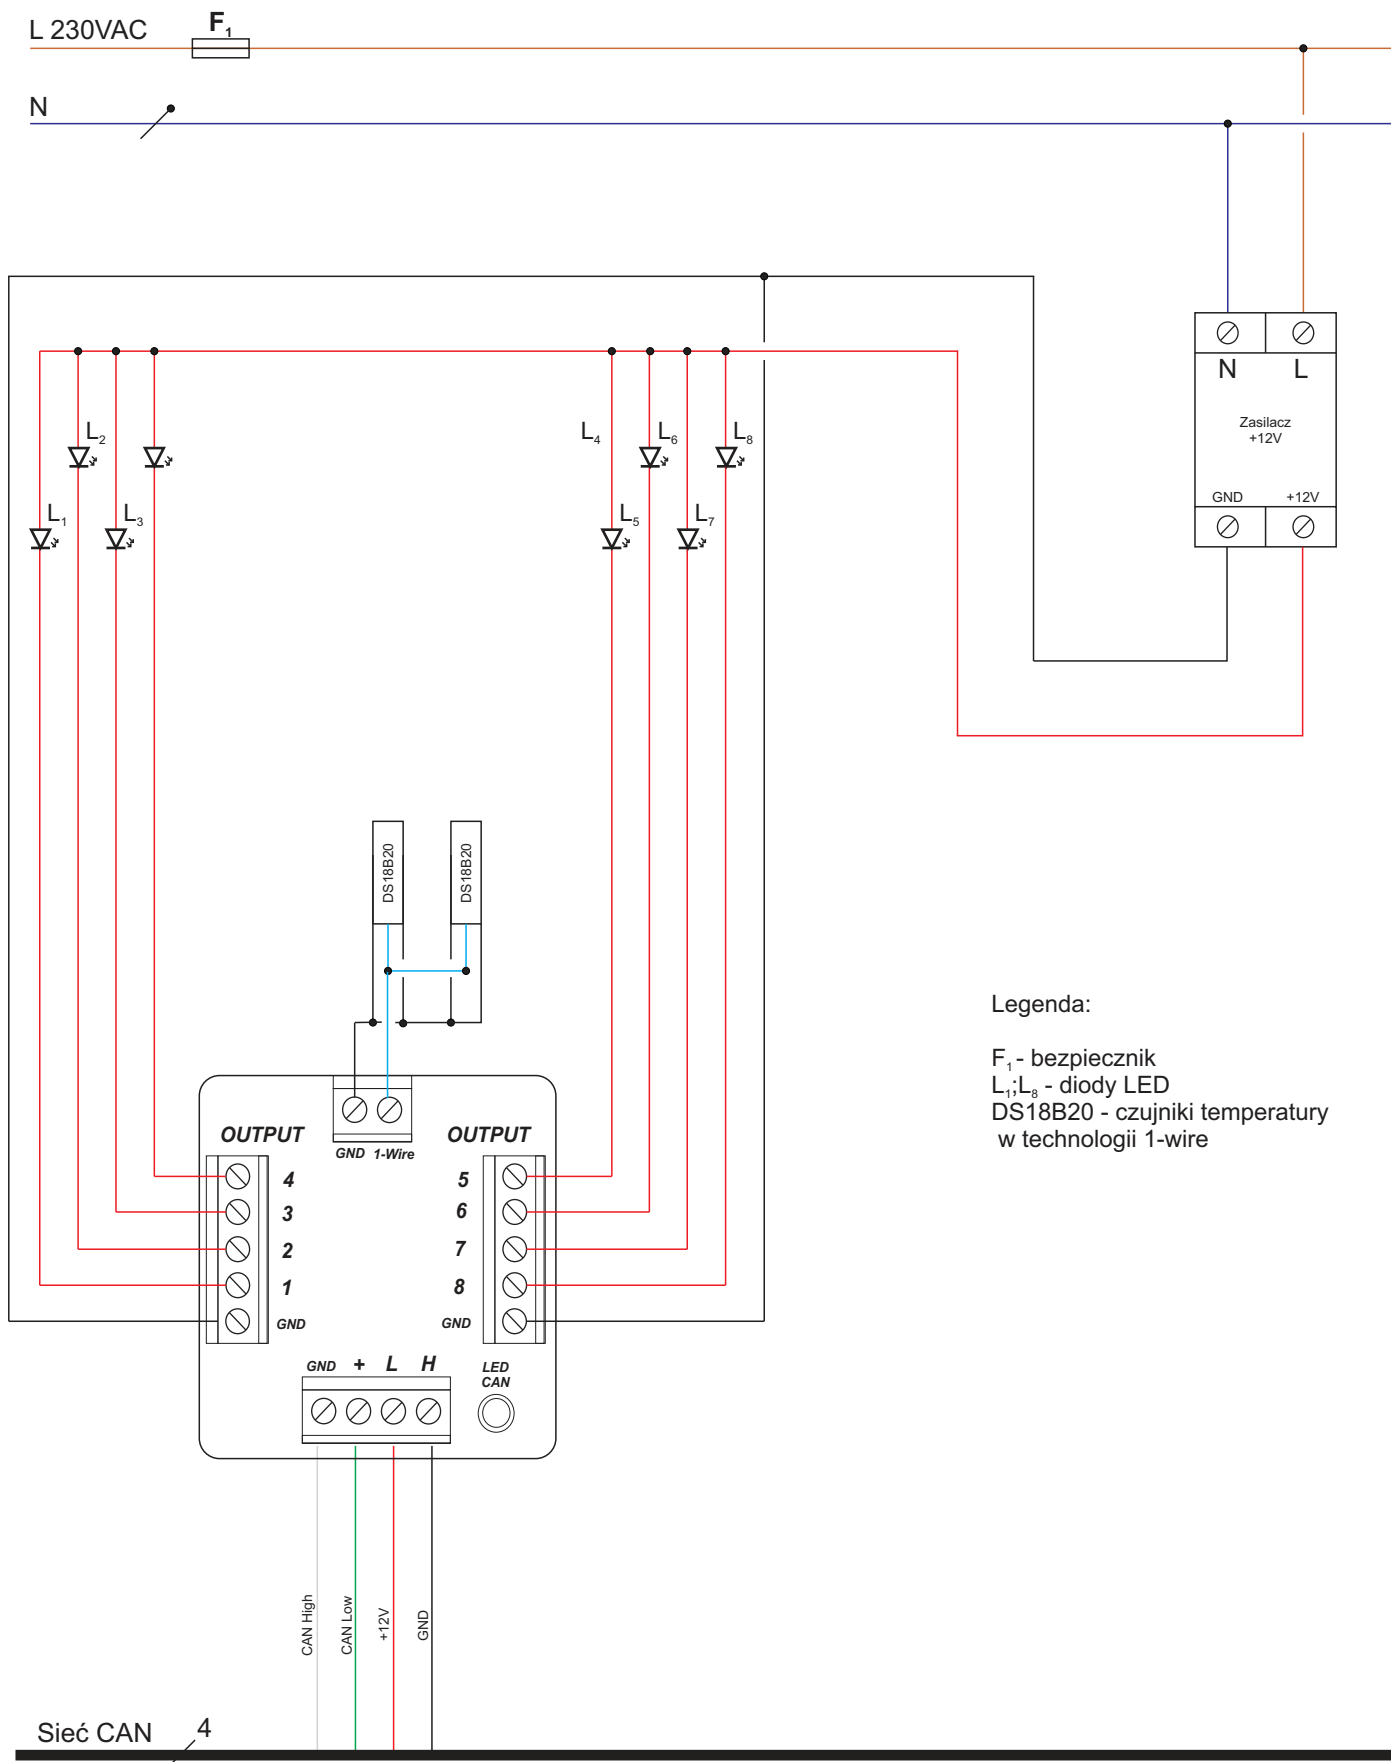 L 230VAC
F1
N
N L
Zasilacz
+12V
GND +12V
L2
L4
L6
L8
L1
L3
L5
L7
DS18B20
DS18B20
Legenda:
F1 - bezpiecznik
L1;L8 - diody LED
DS18B20 - czujniki temperatury
w technologii 1-wire
GND 1-Wire
OUTPUT
4
3
2
1
GND
OUTPUT
5
6
7
8
GND
GND + L H
LED
CAN
CAN High
CAN Low
+12V
GND
Sieć CAN
4